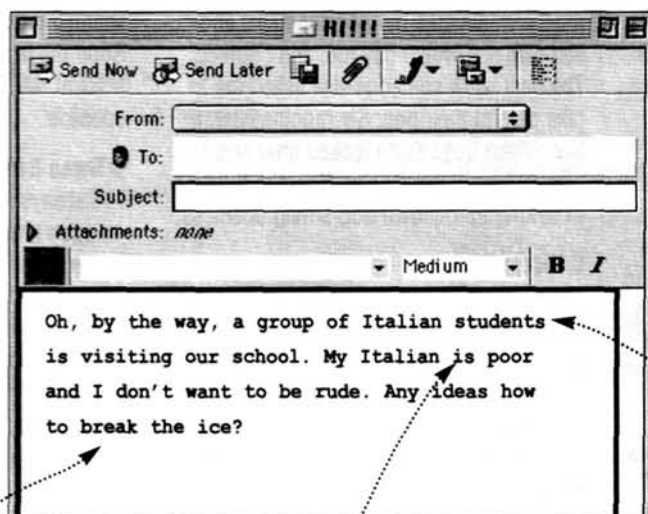 HI!!!
Send Now Send Later
From:
To:
Subject:
Attachments: none
Medium B I
Oh, by the way, a group of Italian students
is visiting our school. My Italian is poor
and I don't want to be rude. Any ideas how
to break the ice?